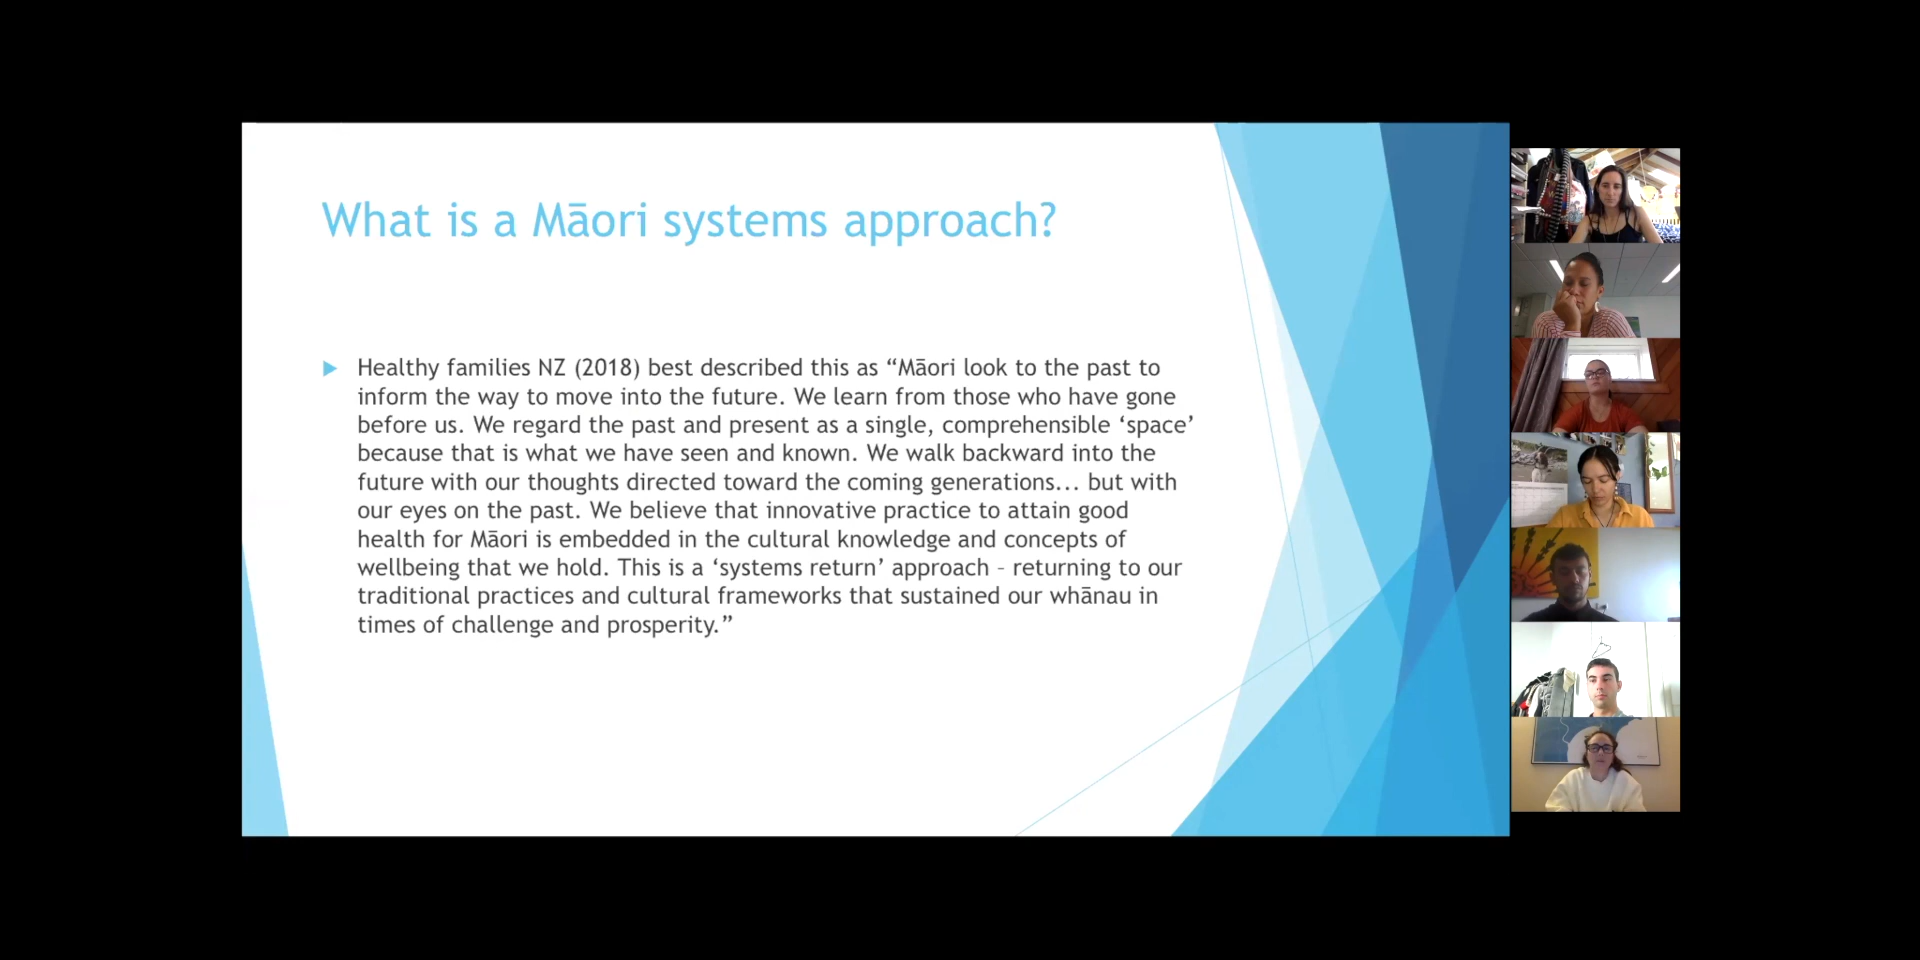 What is a Māori systems approach?
Healthy families NZ (2018) best described this as “Māori look to the past to
inform the way to move into the future. We learn from those who have gone
before us. We regard the past and present as a single, comprehensible ‘space’
because that is what we have seen and known. We walk backward into the
future with our thoughts directed toward the coming generations... but with
our eyes on the past. We believe that innovative practice to attain good
health for Māori is embedded in the cultural knowledge and concepts of
wellbeing that we hold. This is a ‘systems return’ approach – returning to our
traditional practices and cultural frameworks that sustained our whānau in
times of challenge and prosperity.”